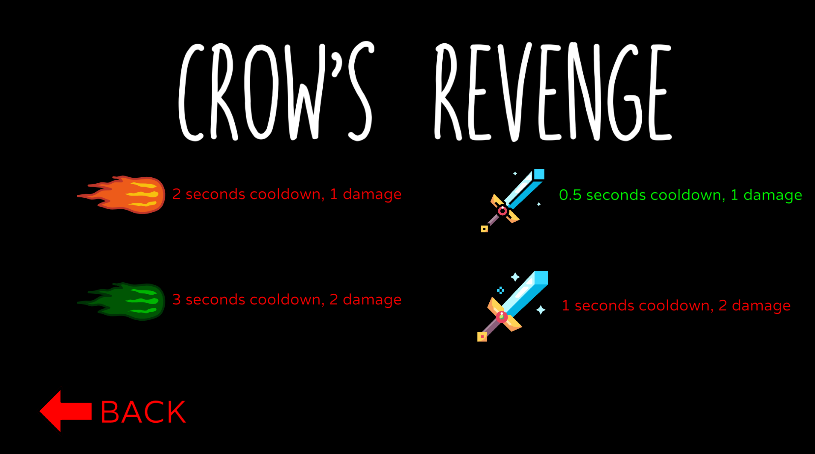 CROW'S REVENGE
2 seconds cooldown, 1 damage
0.5 seconds cooldown, 1 damage
3 seconds cooldown, 2 damage
1 seconds cooldown, 2 damage
BACK